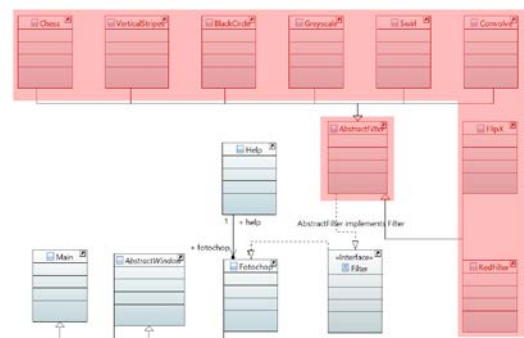 Chess
VerticalStripes
BlackCircle
Greyscale
Swirl
Convolve
AbstractFilter
FlipX
Help
1
+ help
AbstractFilter implements Filter
+ fotochop
Main
AbstractWindow
Fotochop
«Interface»
Filter
RedFilter